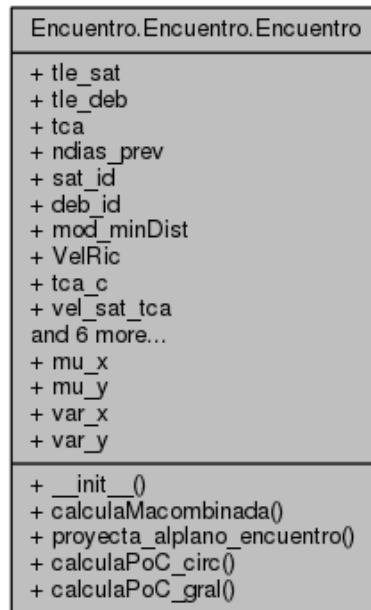 Encuentro.Encuentro.Encuentro
+ tle_sat
+ tle_deb
+ tca
+ ndias_prev
+ sat_id
+ deb_id
+ mod_minDist
+ VelRic
+ tca_c
+ vel_sat_tca
and 6 more...
+ mu_x
+ mu_y
+ var_x
+ var_y
+ __init__()
+ calculaMacombinada()
+ proyecta_alplano_encuentro()
+ calculaPoC_circ()
+ calculaPoC_gral()